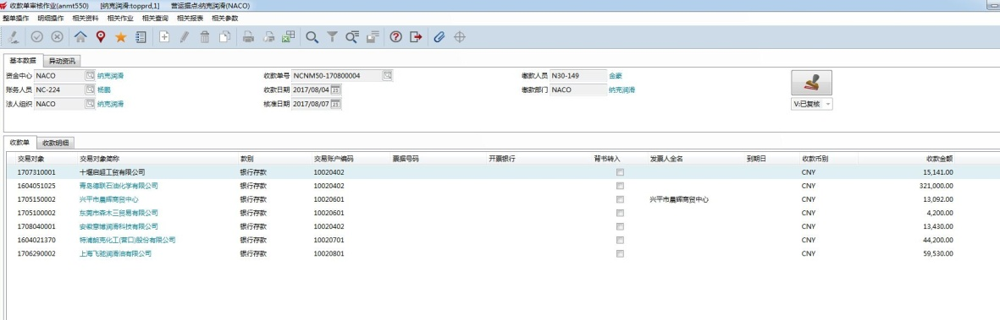 收款单审核作业(anmt550) [纳克润滑:topprd,1] 营运据点:纳克润滑(NACO)
整单操作 明细操作 相关资料 相关作业 相关查询 相关报表 相关参数
基本数据 异动资讯
资金中心 NACO 纳克润滑 收款单号 NCNM50-170800004 缴款人员 N30-149 金豪
账务人员 NC-224 杨鹏 收款日期 2017/08/04 缴款部门 NACO 纳克润滑
法人组织 NACO 纳克润滑 核准日期 2017/08/07 V:已复核
收款单 收款明细
交易对象 交易对象简称 款别 交易账户编码 票据号码 开票银行 背书转入 发票人全名 到期日 收款币别 收款金额
1707310001 十堰启超工贸有限公司 银行存款 10020402 CNY 15,141.00
1604051025 青岛德联石油化学有限公司 银行存款 10020402 CNY 321,000.00
1705150002 兴平市晨辉商贸中心 银行存款 10020601 兴平市晨辉商贸中心 CNY 13,092.00
1705100002 东莞市森木三贸易有限公司 银行存款 10020601 CNY 4,200.00
1708040001 安徽意博润滑科技有限公司 银行存款 10020402 CNY 13,430.00
1604021370 特浦朗克化工(营口)股份有限公司 银行存款 10020701 CNY 44,200.00
1706290002 上海飞驰润滑油有限公司 银行存款 10020801 CNY 59,530.00